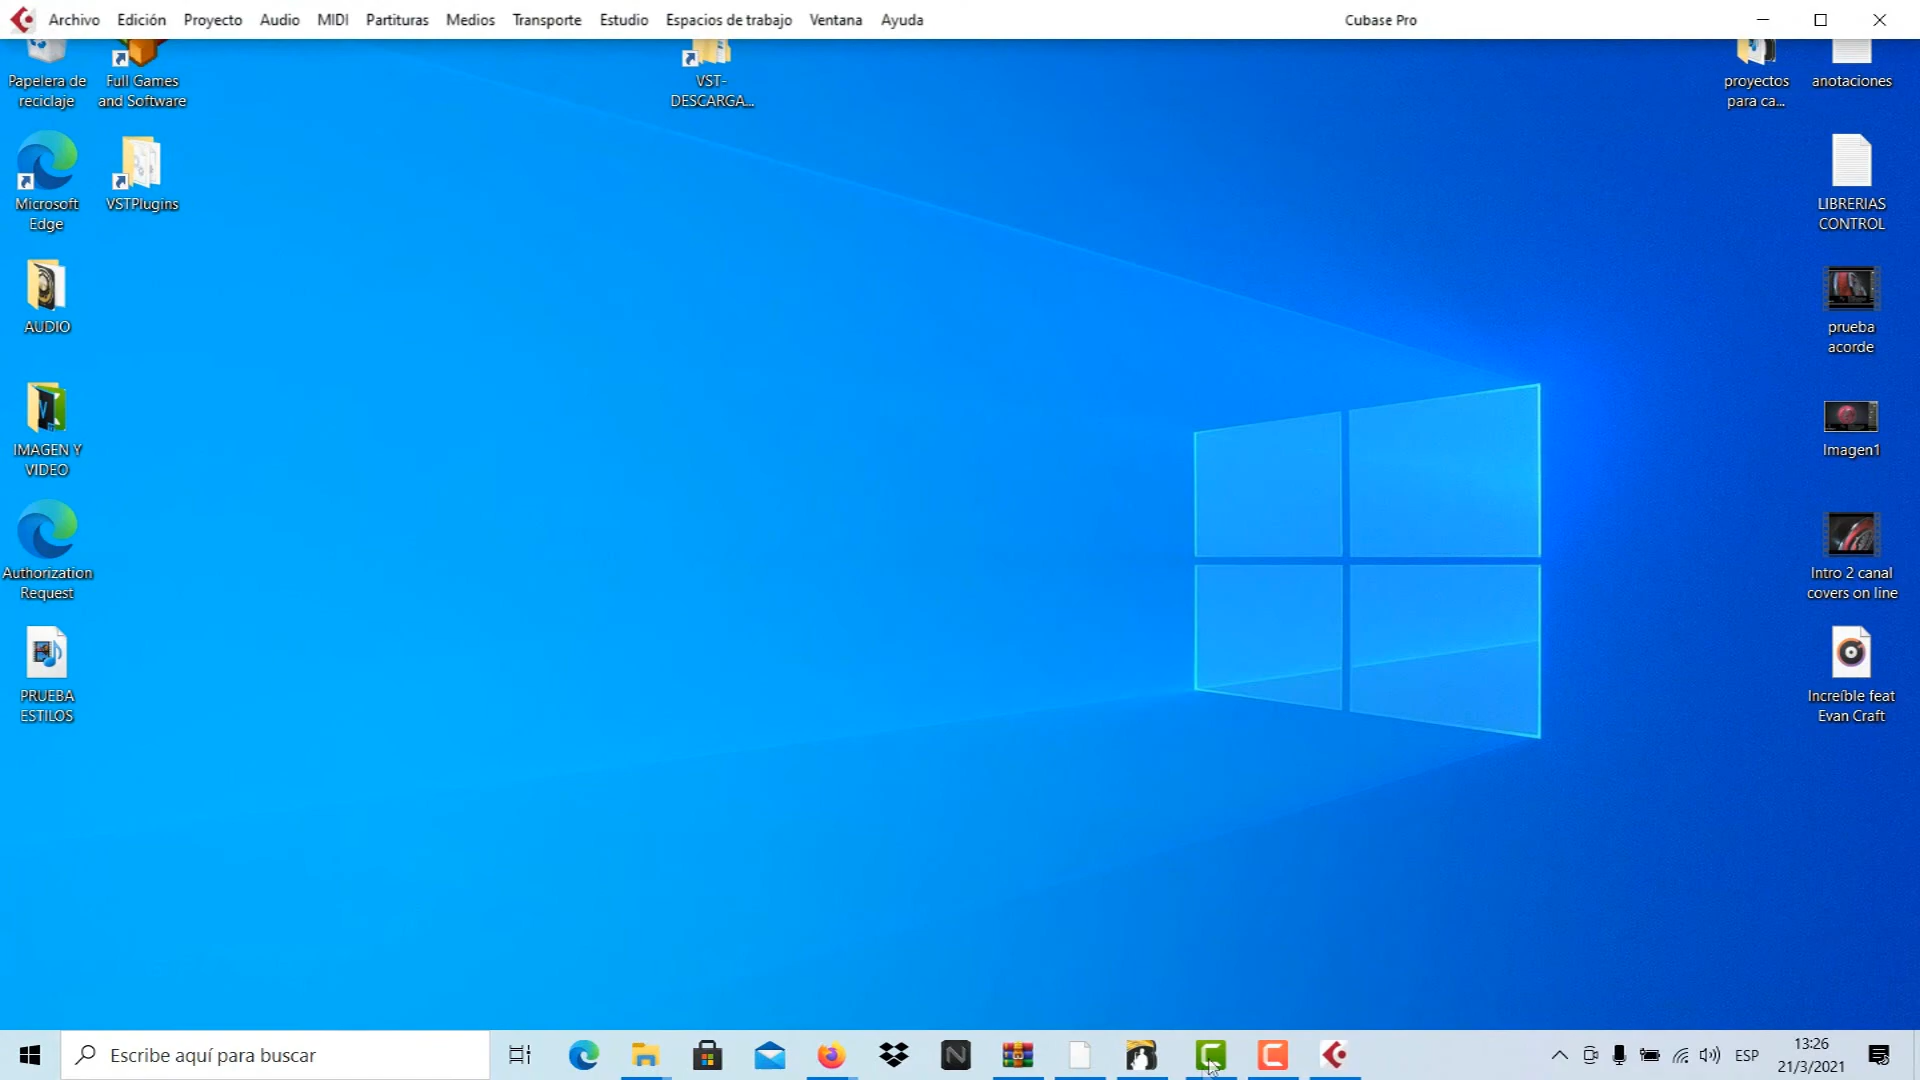 Archivo Edición Proyecto Audio MIDI Partituras Medios Transporte Estudio Espacios de trabajo Ventana Ayuda Cubase Pro
Papelera de
reciclaje
Full Games
and Software
VST-
DESCARGA...
proyectos
para ca...
anotaciones
Microsoft
Edge
VSTPlugins
LIBRERIAS
CONTROL
AUDIO
prueba
acorde
IMAGEN Y
VIDEO
Imagen1
Authorization
Request
Intro 2 canal
covers on line
PRUEBA
ESTILOS
Increíble feat
Evan Craft
Escribe aquí para buscar
ESP
13:26
21/3/2021